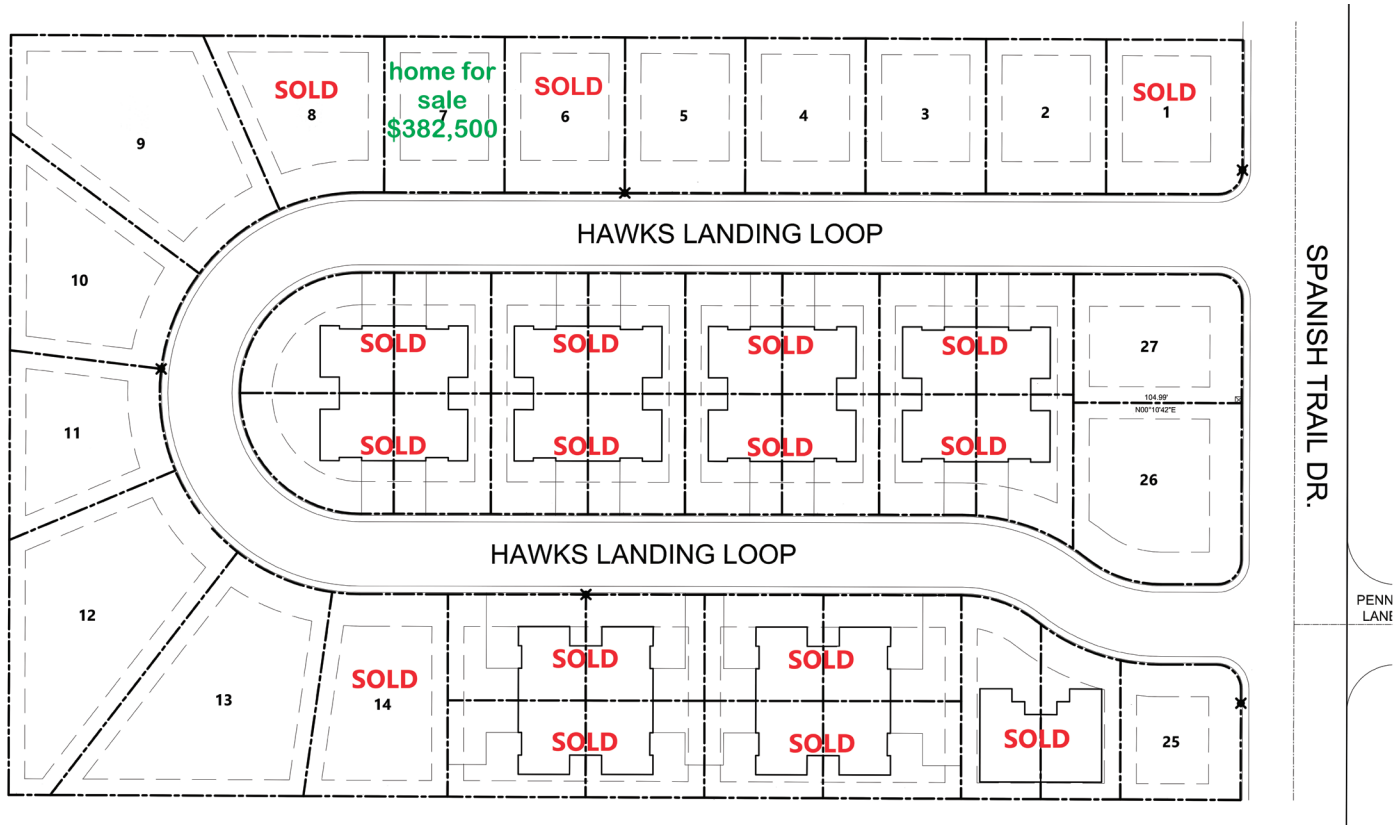 home for
sale
$382,500
SOLD
8
7
SOLD
6
5
4
3
2
SOLD
1
9
HAWKS LANDING LOOP
10
SOLD
SOLD
SOLD
SOLD
27
SPANISH TRAIL DR.
104.99'
N00°10'42"E
11
SOLD
SOLD
SOLD
SOLD
26
HAWKS LANDING LOOP
12
PENN
LANE
13
SOLD
14
SOLD
SOLD
SOLD
SOLD
SOLD
25